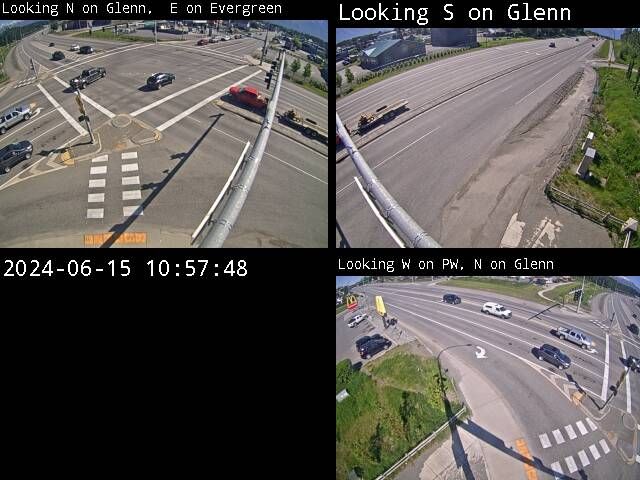 Looking N on Glenn,  E on Evergreen
Looking S on Glenn
2024-06-15 10:57:48
Looking W on PW, N on Glenn